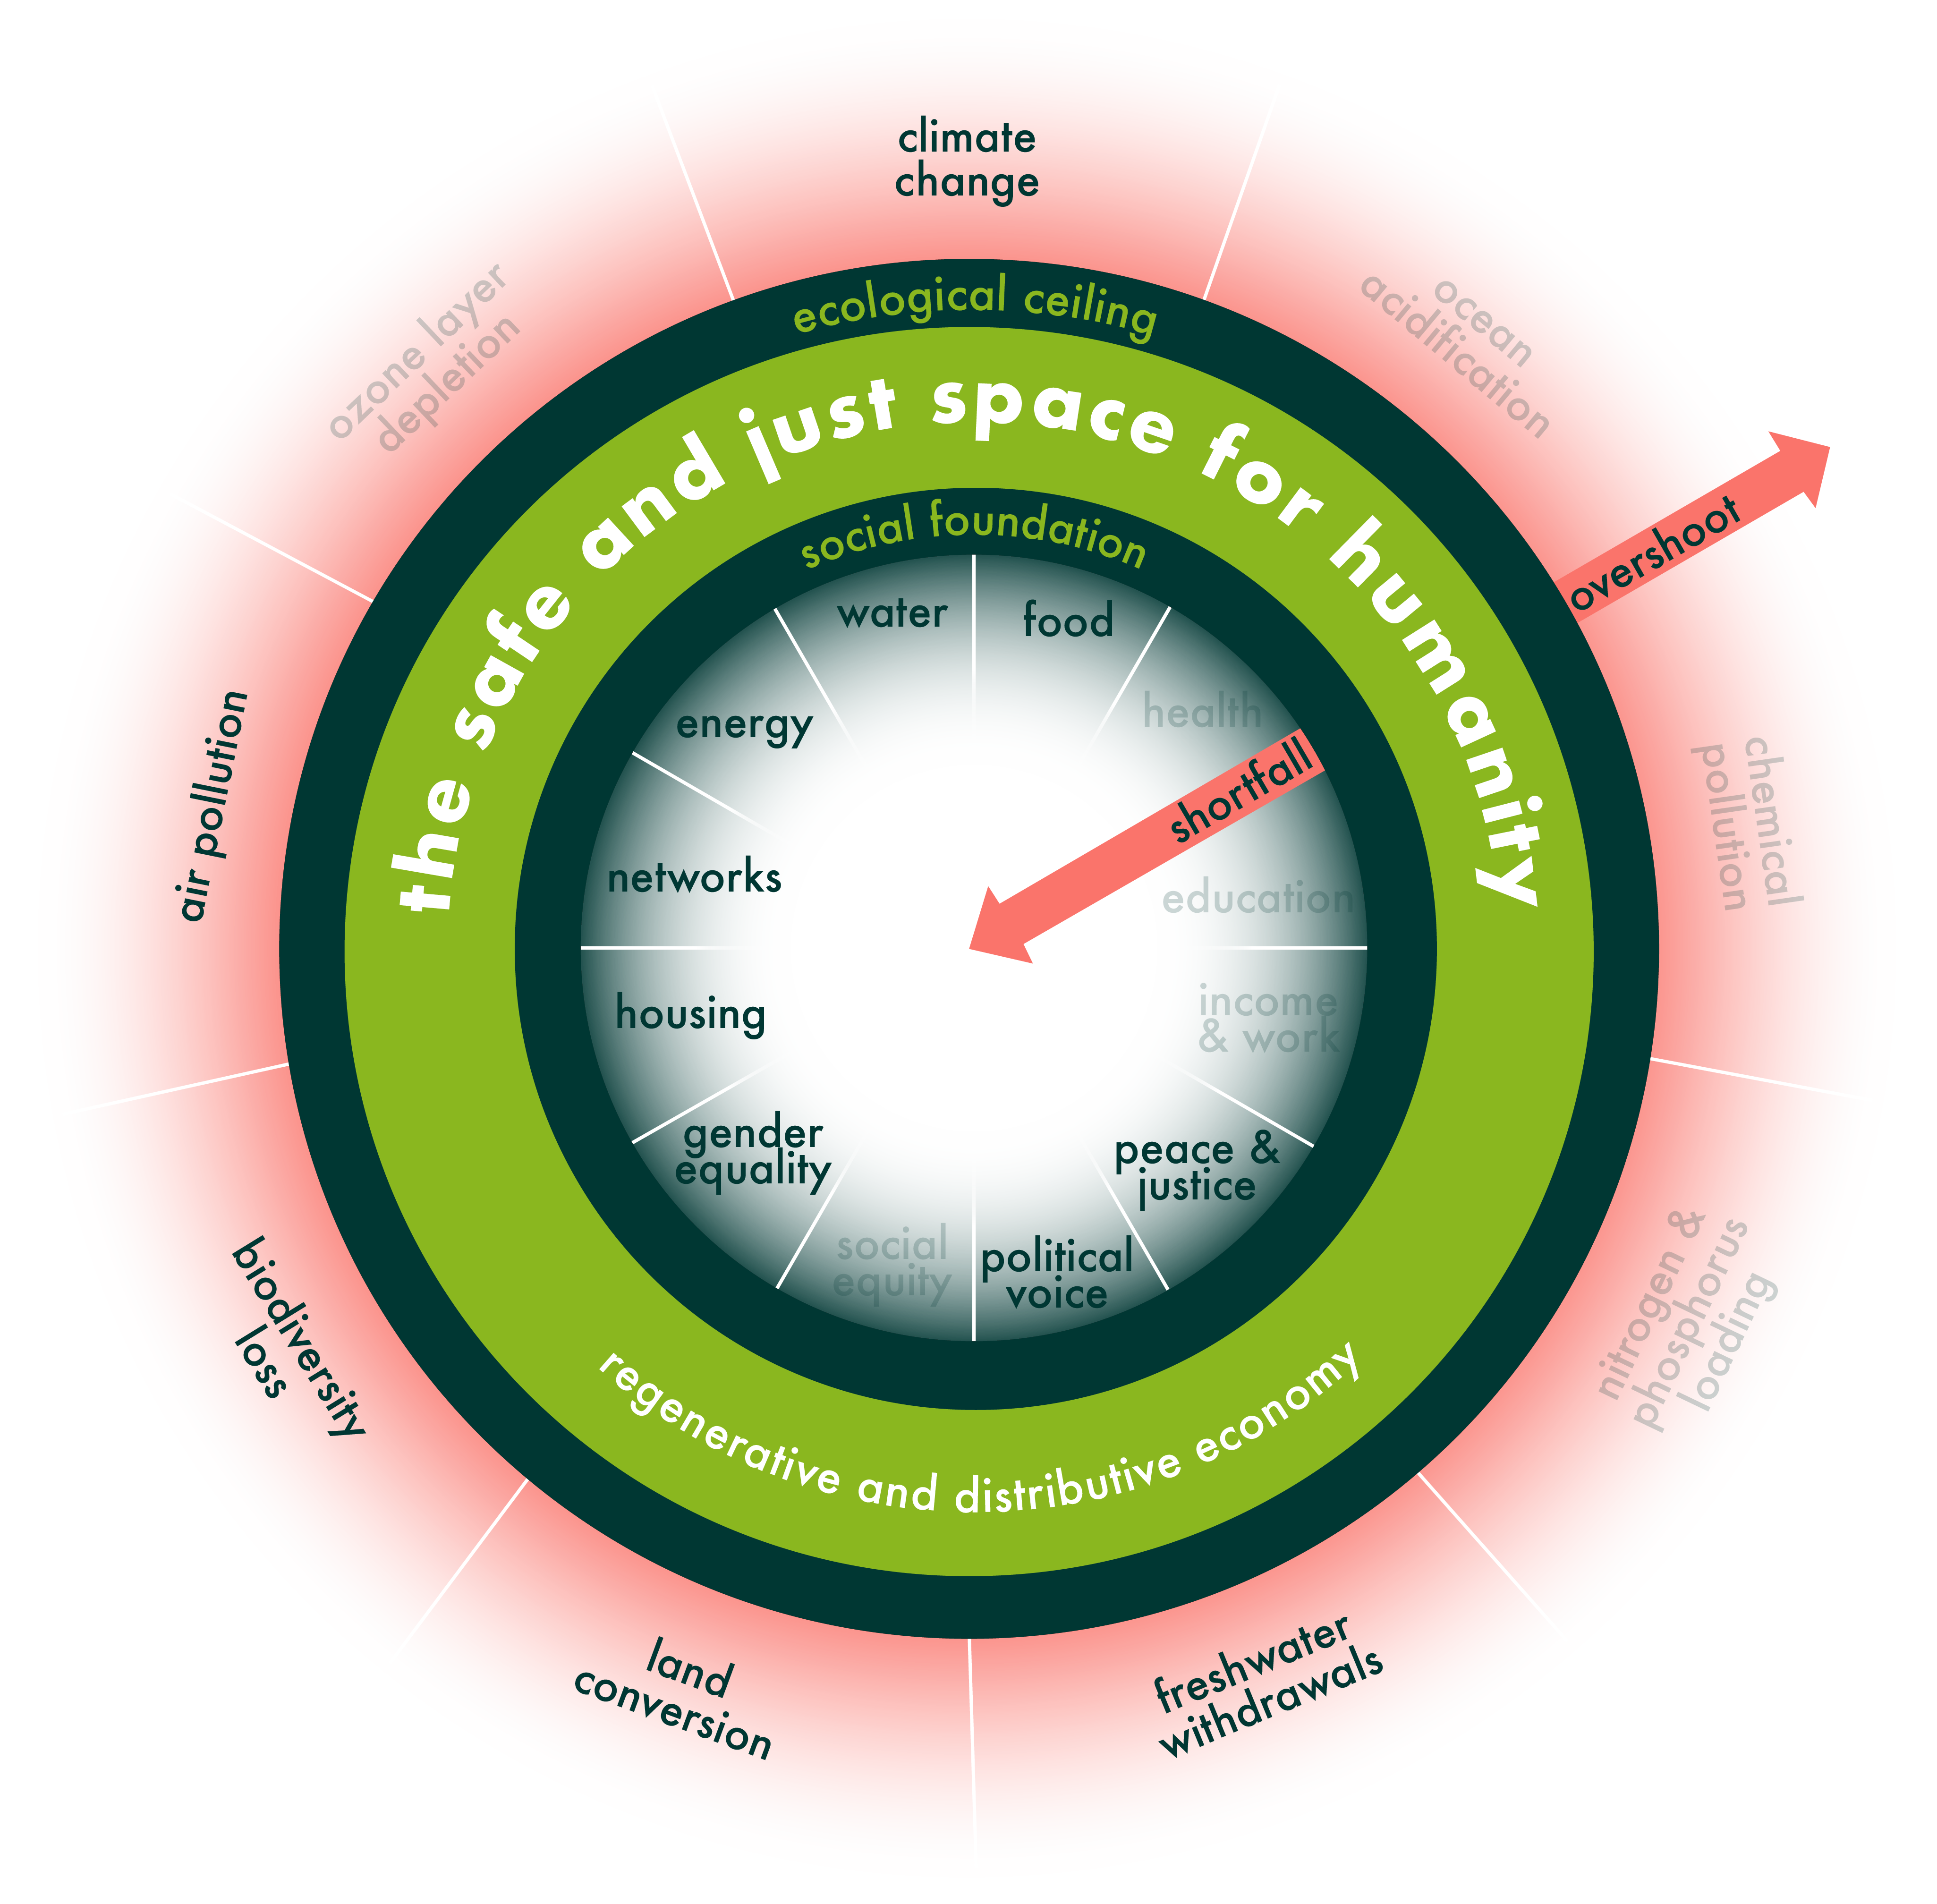 climate
change
ocean
acidification
chemical
pollution
nitrogen &
phosphorus
loading
freshwater
withdrawals
land
conversion
biodiversity
loss
air pollution
ozone layer
depletion
overshoot
ecological ceiling
the safe and just space for humanity
social foundation
water
food
health
shortfall
education
income
& work
peace &
justice
political
voice
social
equity
gender
equality
housing
networks
energy
regenerative and distributive economy